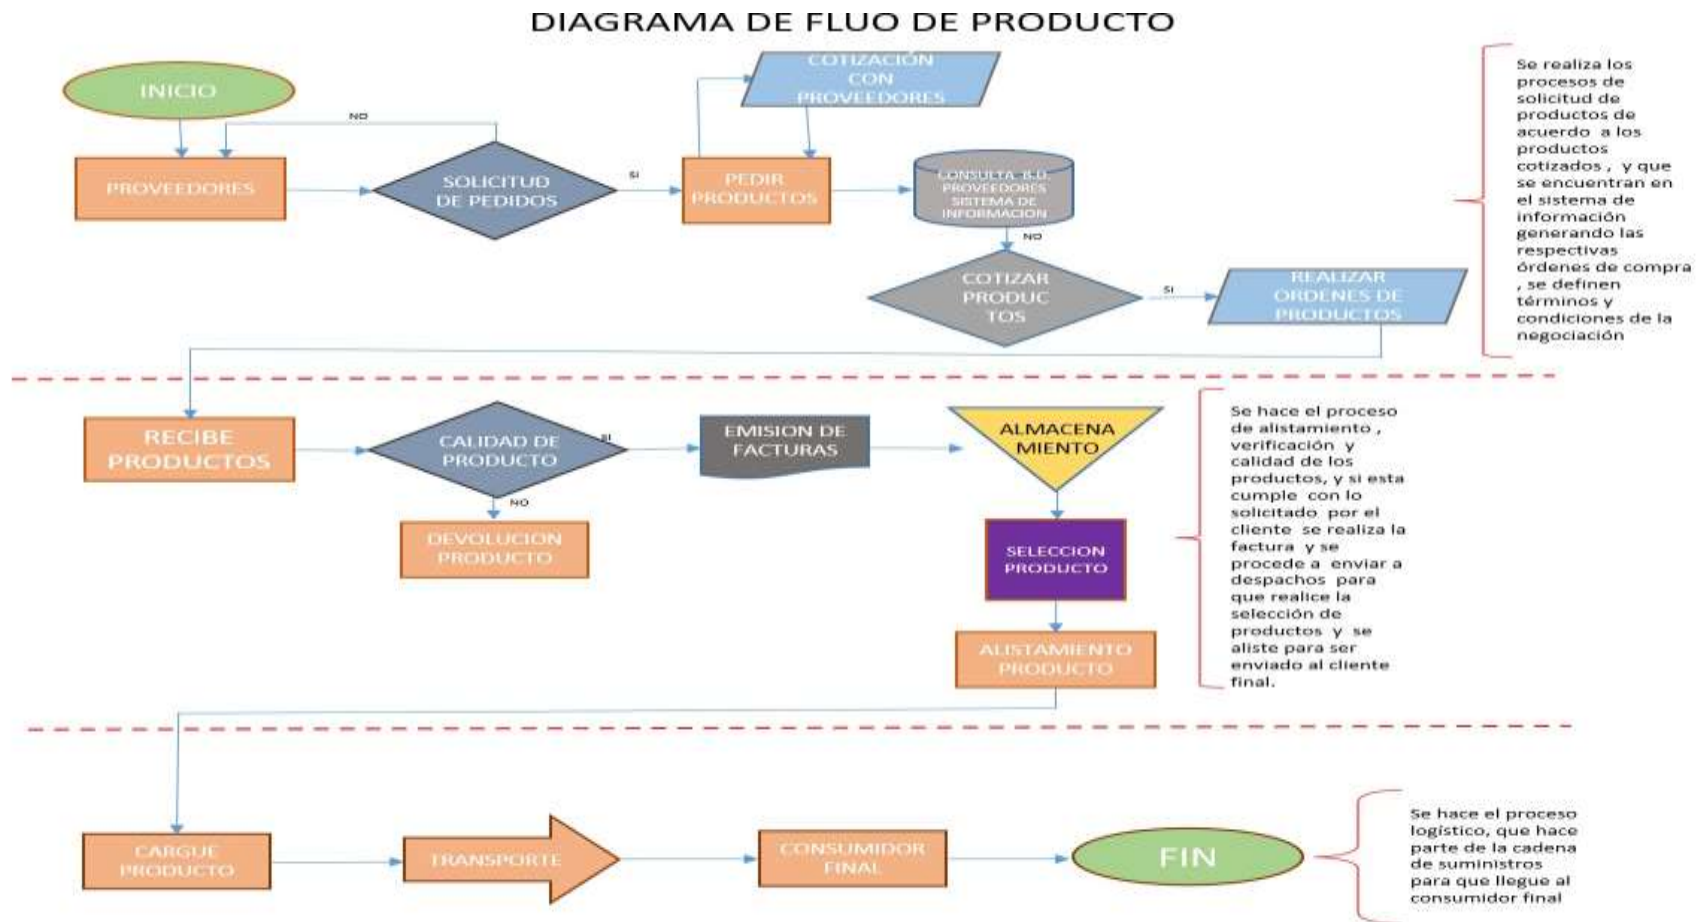 DIAGRAMA DE FLUO DE PRODUCTO
INICIO
NO
PROVEEDORES
SOLICITUD
DE PEDIDOS
SI
COTIZACIÓN
CON
PROVEEDORES
PEDIR
PRODUCTOS
CONSULTA B.D.
PROVEEDORES
SISTEMA DE
INFORMACION
NO
COTIZAR
PRODUC
TOS
SI
REALIZAR
ORDENES DE
PRODUCTOS
Se realiza los
procesos de
solicitud de
productos de
acuerdo a los
productos
cotizados , y que
se encuentran en
el sistema de
información
generando las
respectivas
órdenes de compra
, se definen
términos y
condiciones de la
negociación
RECIBE
PRODUCTOS
CALIDAD DE
PRODUCTO
SI
NO
DEVOLUCION
PRODUCTO
EMISION DE
FACTURAS
ALMACENA
MIENTO
SELECCION
PRODUCTO
ALISTAMIENTO
PRODUCTO
Se hace el proceso
de alistamiento ,
verificación y
calidad de los
productos, y si esta
cumple con lo
solicitado por el
cliente se realiza la
factura y se
procede a enviar a
despachos para
que realice la
selección de
productos y se
aliste para ser
enviado al cliente
final.
CARGUE
PRODUCTO
TRANSPORTE
CONSUMIDOR
FINAL
FIN
Se hace el proceso
logístico, que hace
parte de la cadena
de suministros
para que llegue al
consumidor final